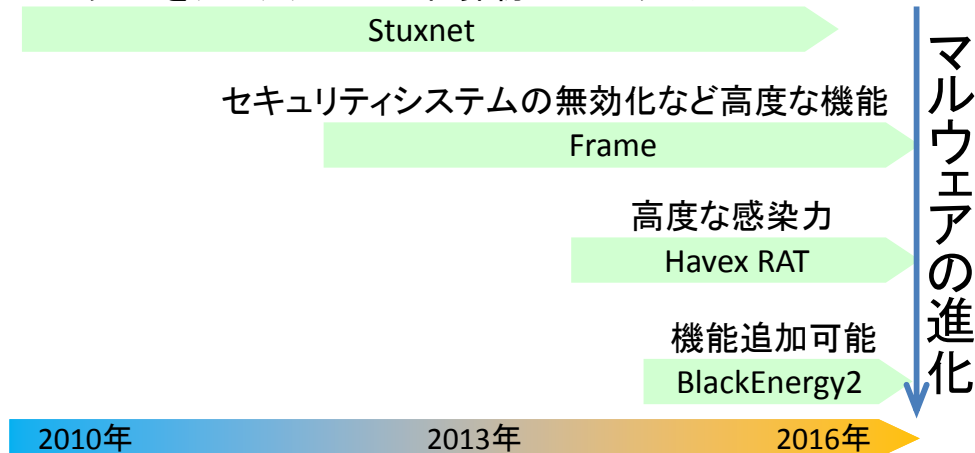 Stuxnet
セキュリティシステムの無効化など高度な機能
Frame
高度な感染力
Havex RAT
機能追加可能
BlackEnergy2
マルウェアの進化
2010年 2013年 2016年